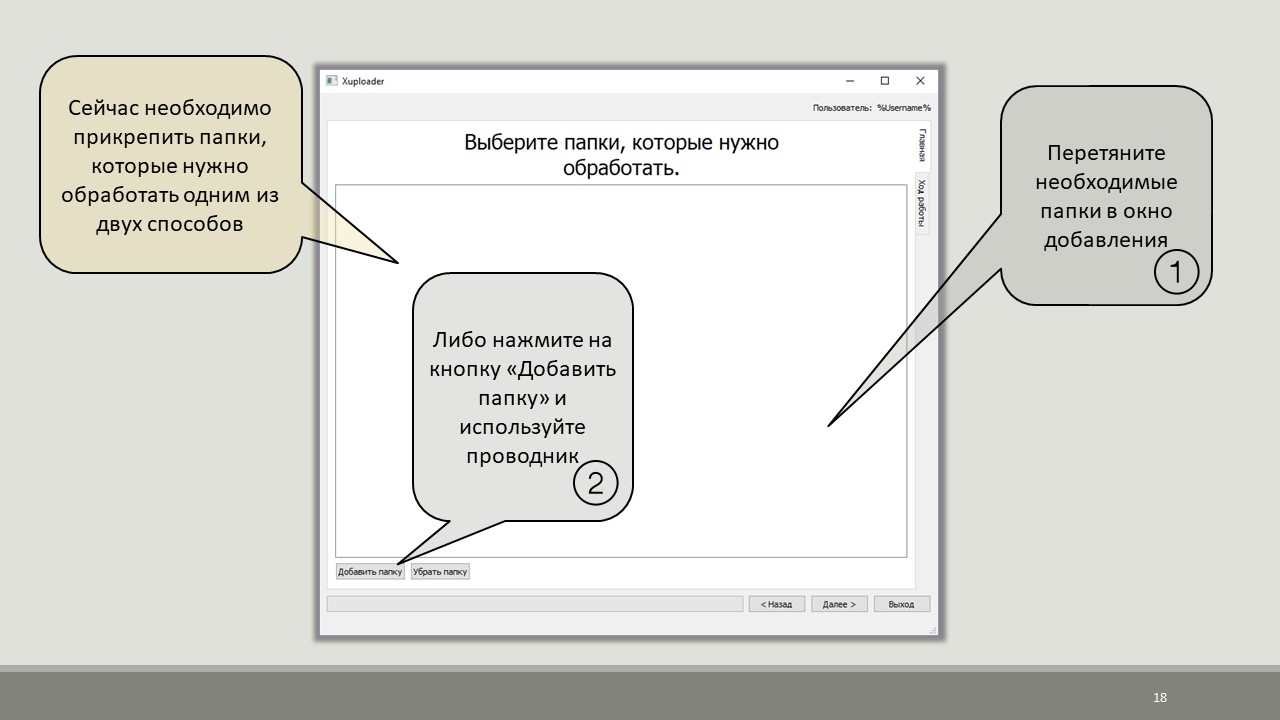 Сейчас необходимо
прикрепить папки,
которые нужно
обработать одним из
двух способов
Xuploader
Пользователь: %Username%
Выберите папки, которые нужно
обработать.
Главная
Ход работы
Перетяните
необходимые
папки в окно
добавления
1
Либо нажмите на
кнопку «Добавить
папку» и
используйте
проводник
2
Добавить папку
Убрать папку
< Назад
Далее >
Выход
18